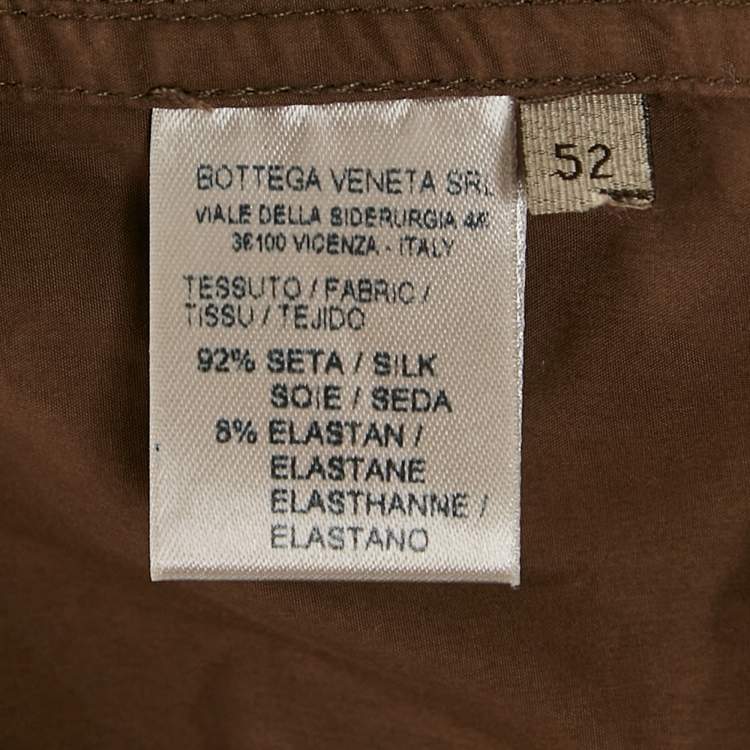 BOTTEGA VENETA SRL
VIALE DELLA SIDERURGIA
36100 VICENZA - ITALY
TESSUTO / FABRIC /
TISSU / TEJIDO
92% SETA / SILK
SOIE / SEDA
8% ELASTAN /
ELASTANE
ELASTHANNE /
ELASTANO
52